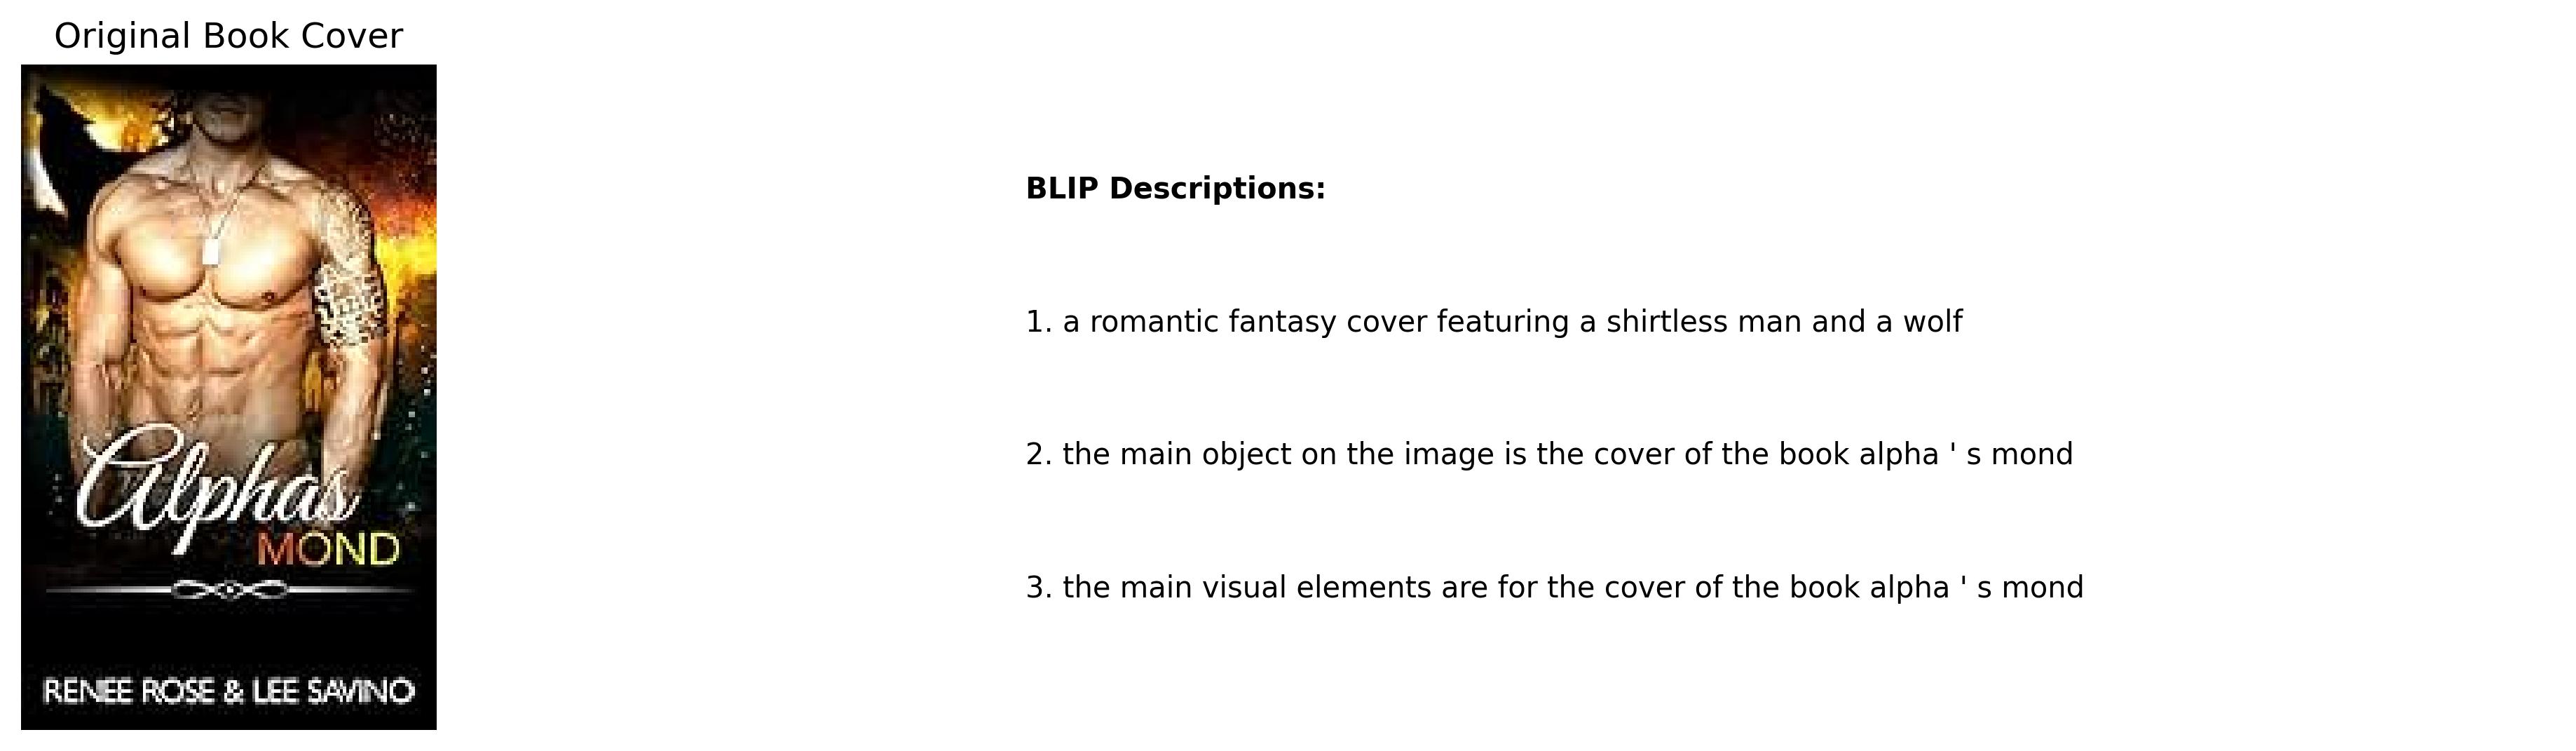 Original Book Cover
Alphas
MOND
RENEE ROSE & LEE SAVINO
BLIP Descriptions:
1. a romantic fantasy cover featuring a shirtless man and a wolf
2. the main object on the image is the cover of the book alpha ' s mond
3. the main visual elements are for the cover of the book alpha ' s mond